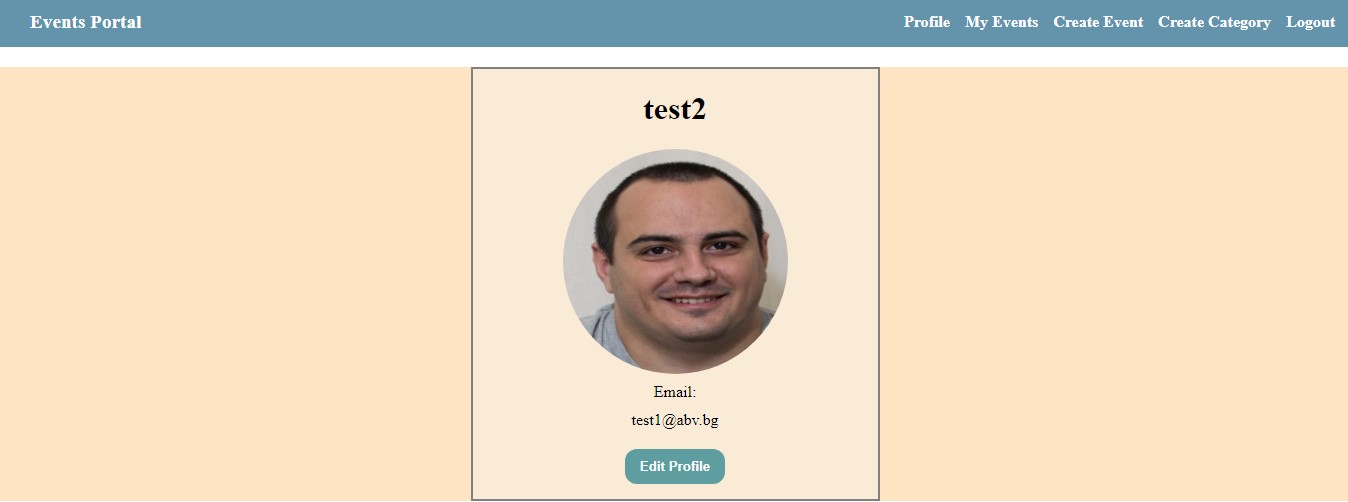 Events Portal
Profile My Events Create Event Create Category Logout
test2
Email:
test1@abv.bg
Edit Profile